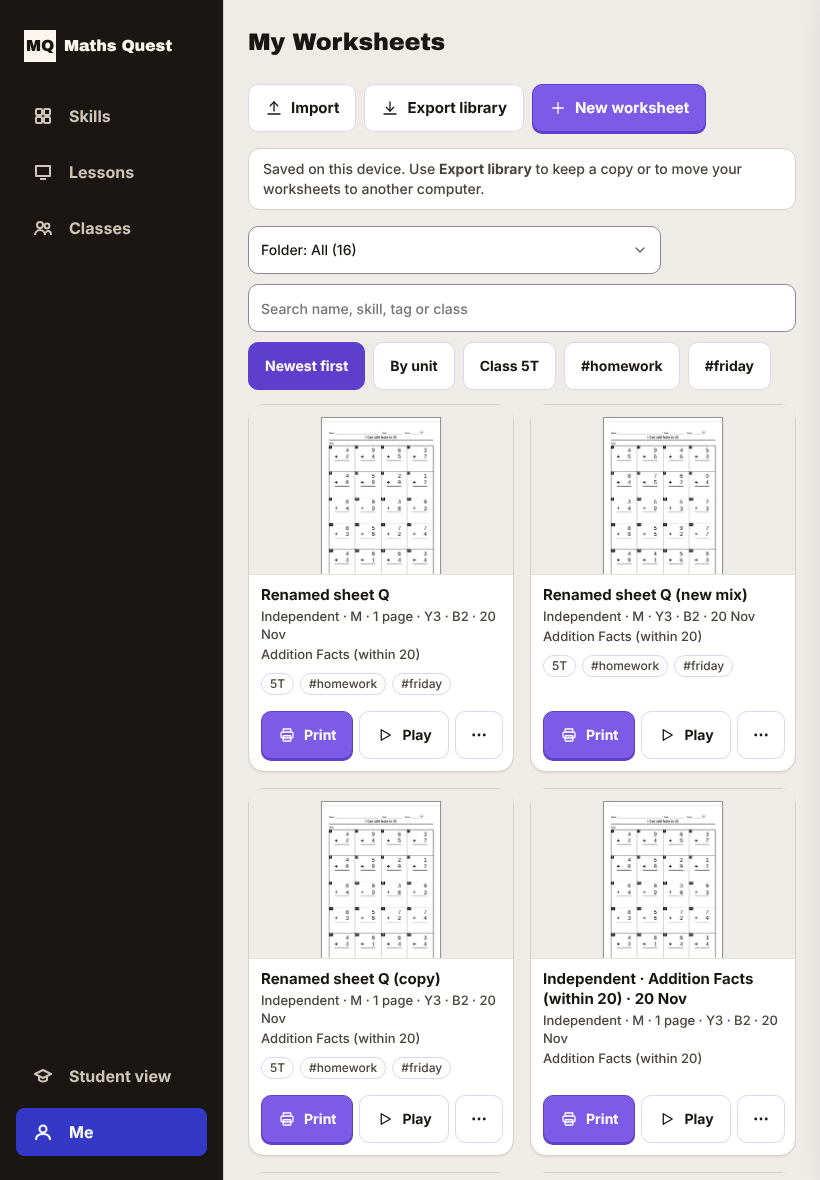 MQ Maths Quest
Skills
Lessons
Classes
Student view
Me
My Worksheets
Import
Export library
New worksheet
Saved on this device. Use Export library to keep a copy or to move your
worksheets to another computer.
Folder: All (16)
Search name, skill, tag or class
Newest first
By unit
Class 5T
#homework
#friday
Renamed sheet Q
Independent · M · 1 page · Y3 · B2 · 20
Nov
Addition Facts (within 20)
5T
#homework
#friday
Print
Play
Renamed sheet Q (new mix)
Independent · M · Y3 · B2 · 20 Nov
Addition Facts (within 20)
5T
#homework
#friday
Print
Play
Renamed sheet Q (copy)
Independent · M · 1 page · Y3 · B2 · 20
Nov
Addition Facts (within 20)
5T
#homework
#friday
Print
Play
Independent · Addition Facts
(within 20) · 20 Nov
Independent · M · 1 page · Y3 · B2 · 20
Nov
Addition Facts (within 20)
Print
Play